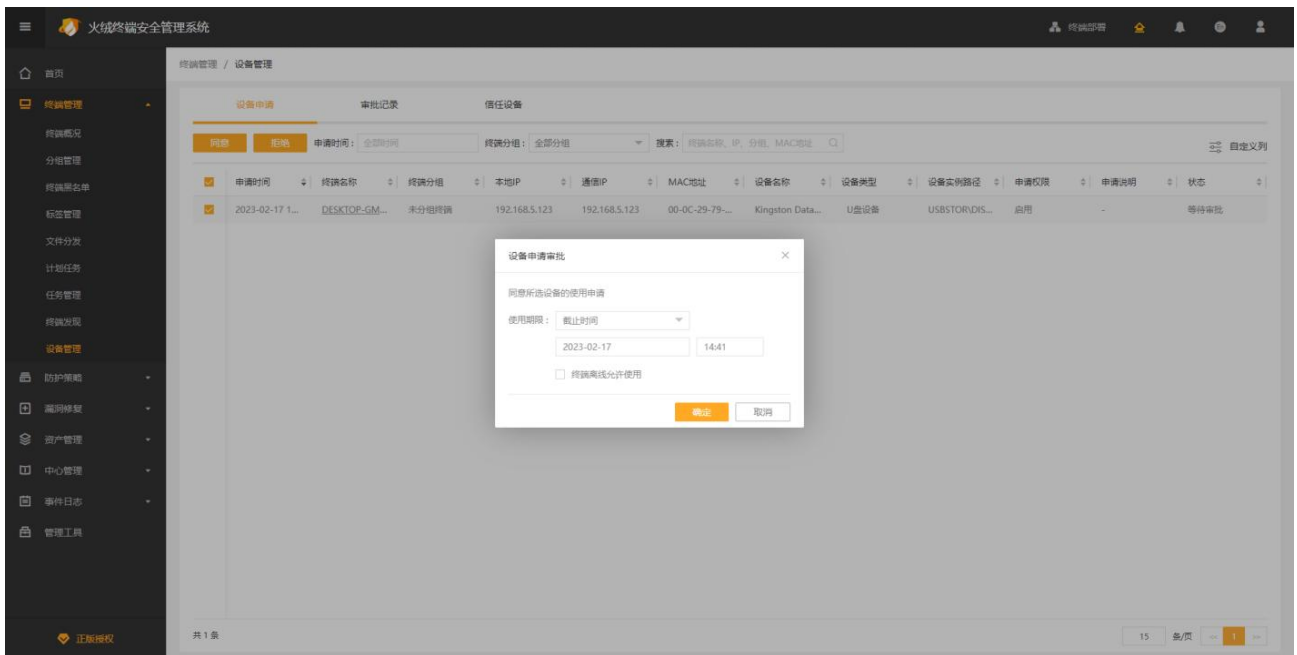 火绒终端安全管理系统
终端部署
首页
终端管理
终端概况
分组管理
终端黑名单
标签管理
文件分发
计划任务
任务管理
终端发现
设备管理
防护策略
漏洞修复
资产管理
中心管理
事件日志
管理工具
正版授权
终端管理 / 设备管理
设备申请 审批记录 信任设备
同意 拒绝 申请时间： 全部时间 终端分组： 全部分组 搜索： 终端名称、IP、分组、MAC地址 自定义列
申请时间 终端名称 终端分组 本地IP 通信IP MAC地址 设备名称 设备类型 设备实例路径 申请权限 申请说明 状态
2023-02-17 1... DESKTOP-GM... 未分组终端 192.168.5.123 192.168.5.123 00-0C-29-79-... Kingston Data... U盘设备 USBSTOR\DIS... 启用 - 等待审批
设备申请审批
同意所选设备的使用申请
使用期限： 截止时间
2023-02-17 14:41
终端离线允许使用
确定 取消
共 1 条 15 条/页 1